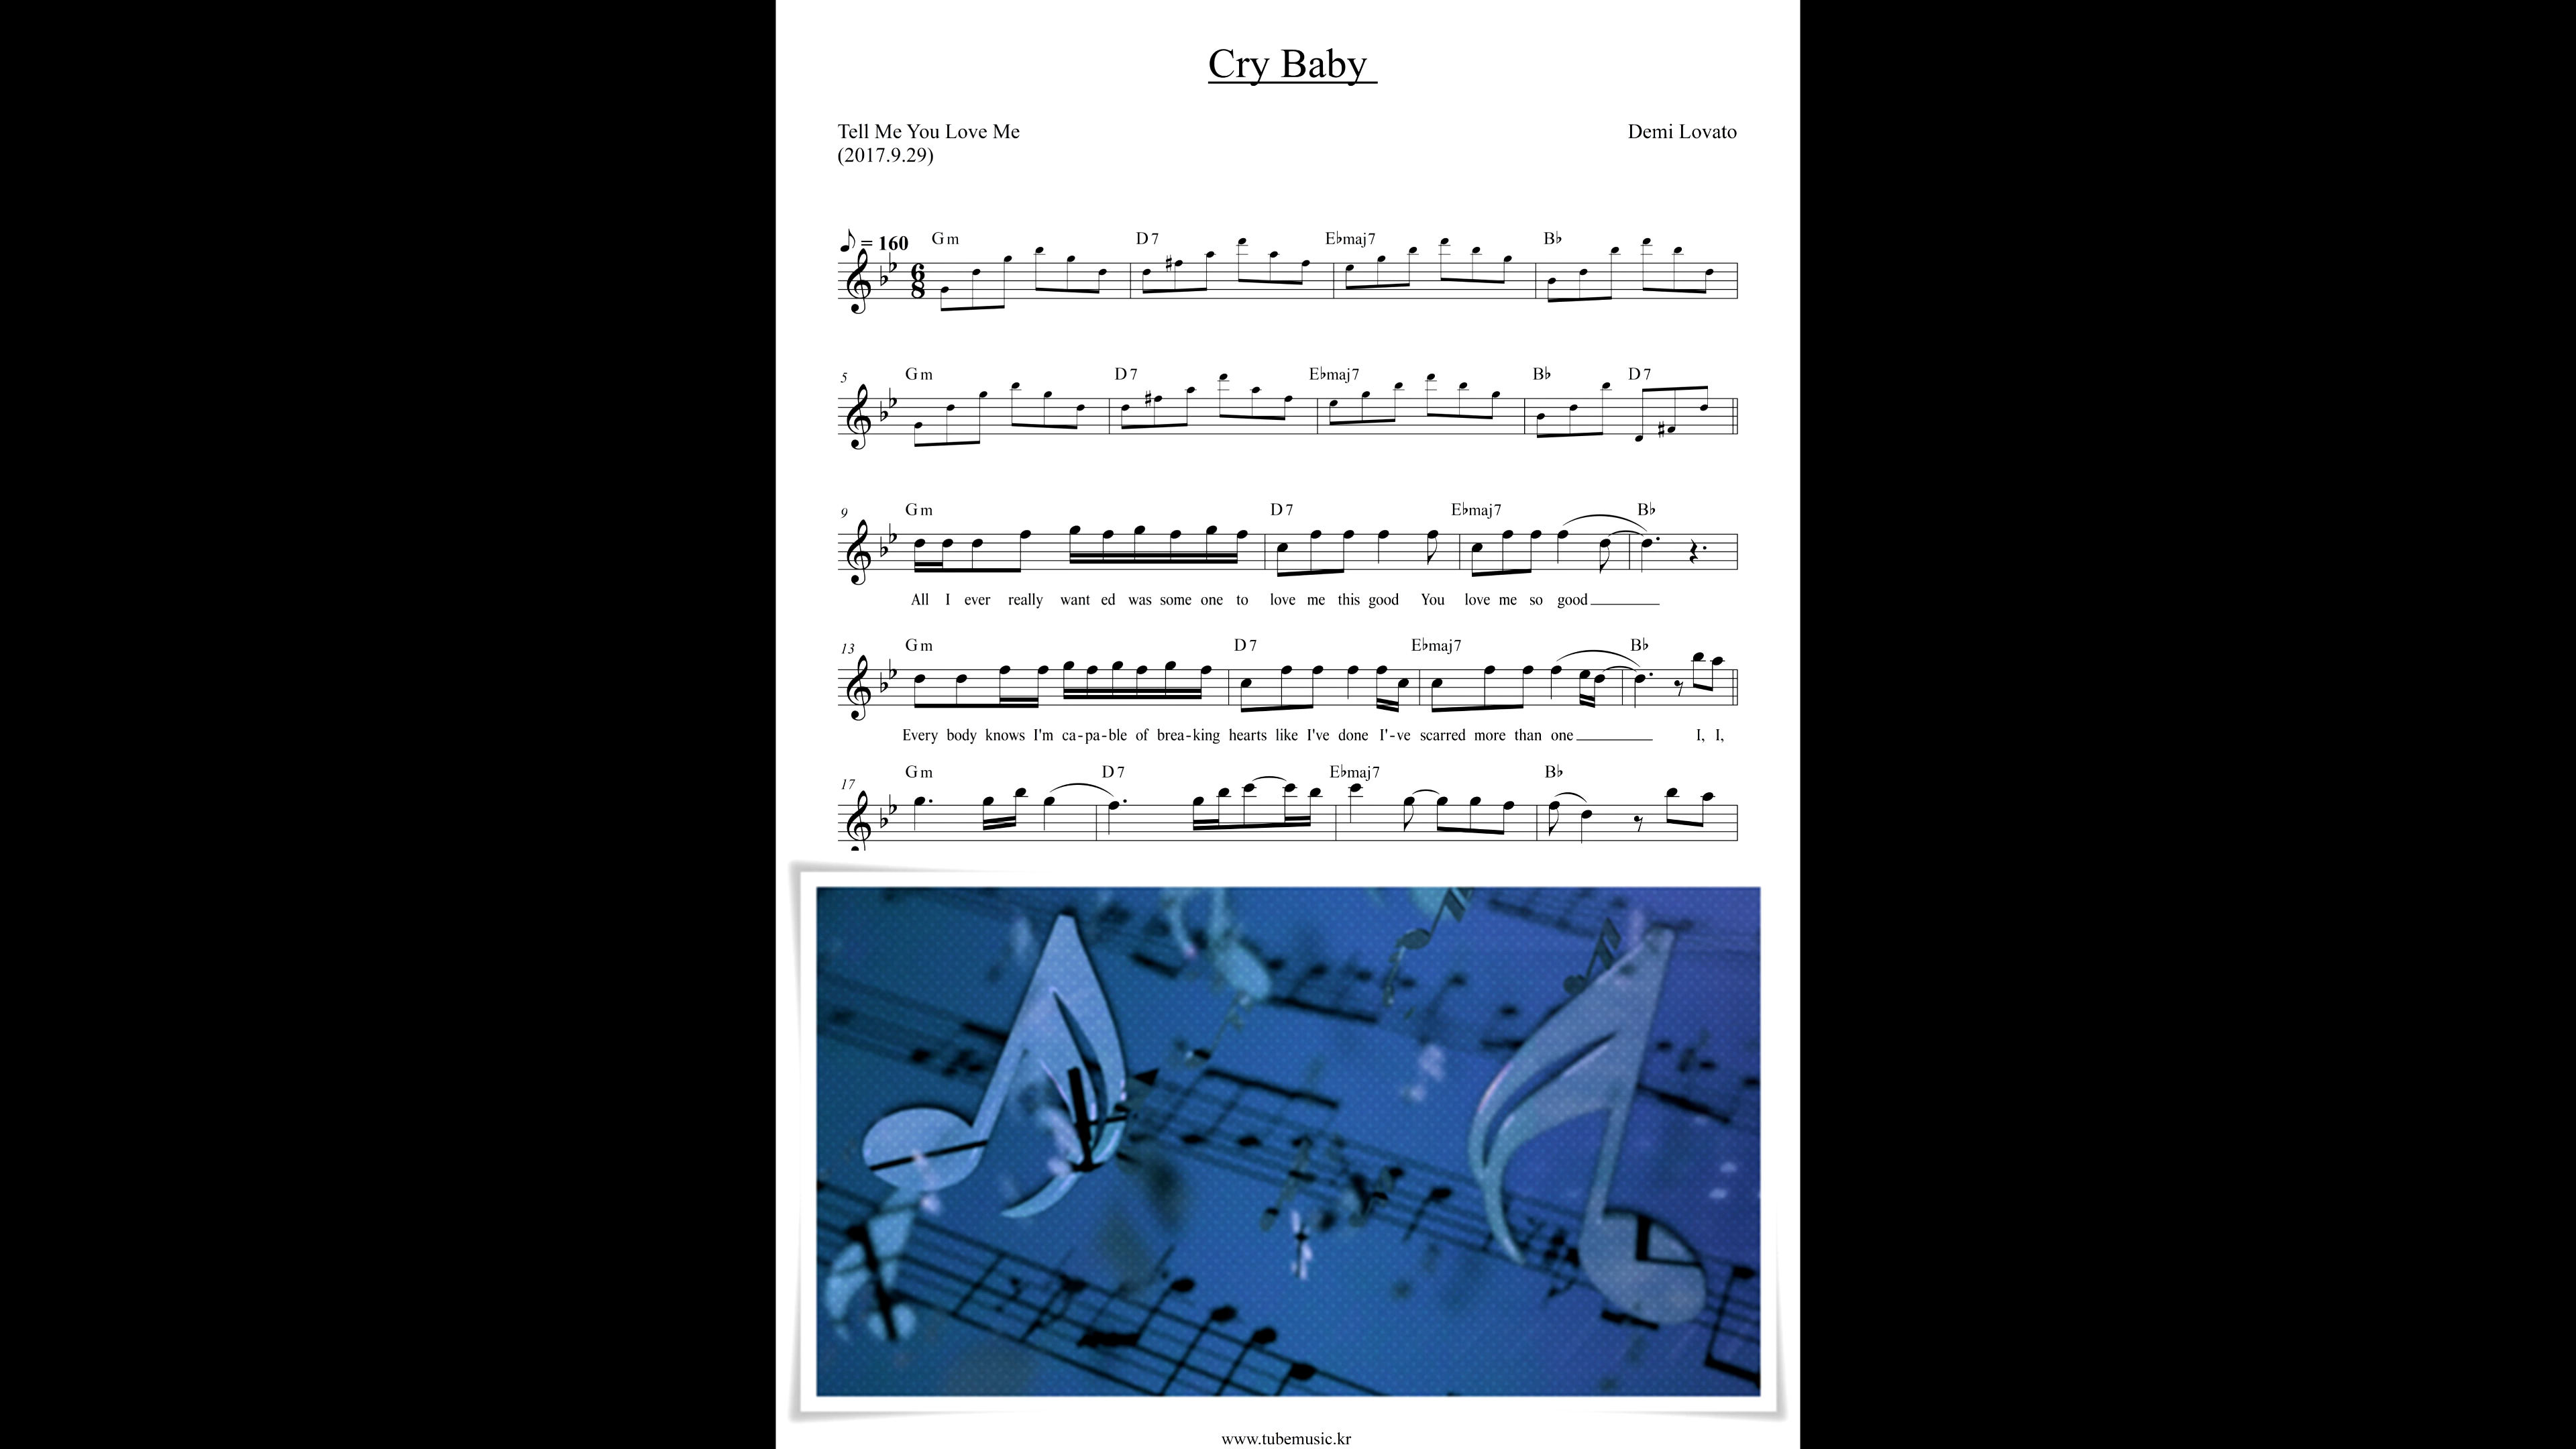 Cry Baby
Tell Me You Love Me
Demi Lovato
(2017.9.29)
= 160
Gm D7 E♭maj7 B♭
6
8
5
Gm D7 E♭maj7 B♭ D7
9
Gm D7 E♭maj7 B♭
All I ever really want ed was some one to love me this good You love me so good
13
Gm D7 E♭maj7 B♭
Every body knows I'm ca-pa-ble of brea-king hearts like I've done I'-ve scarred more than one I, I,
17
Gm D7 E♭maj7 B♭
www.tubemusic.kr